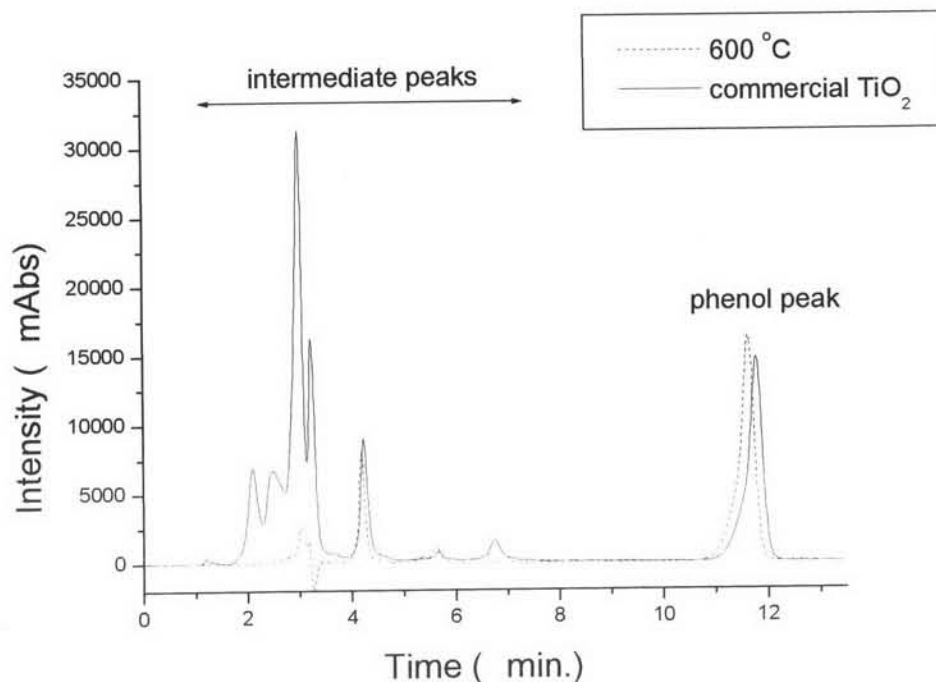 600 °C
commercial TiO₂
intermediate peaks
phenol peak
Intensity ( mAbs)
35000
30000
25000
20000
15000
10000
5000
0
0 2 4 6 8 10 12
Time ( min.)